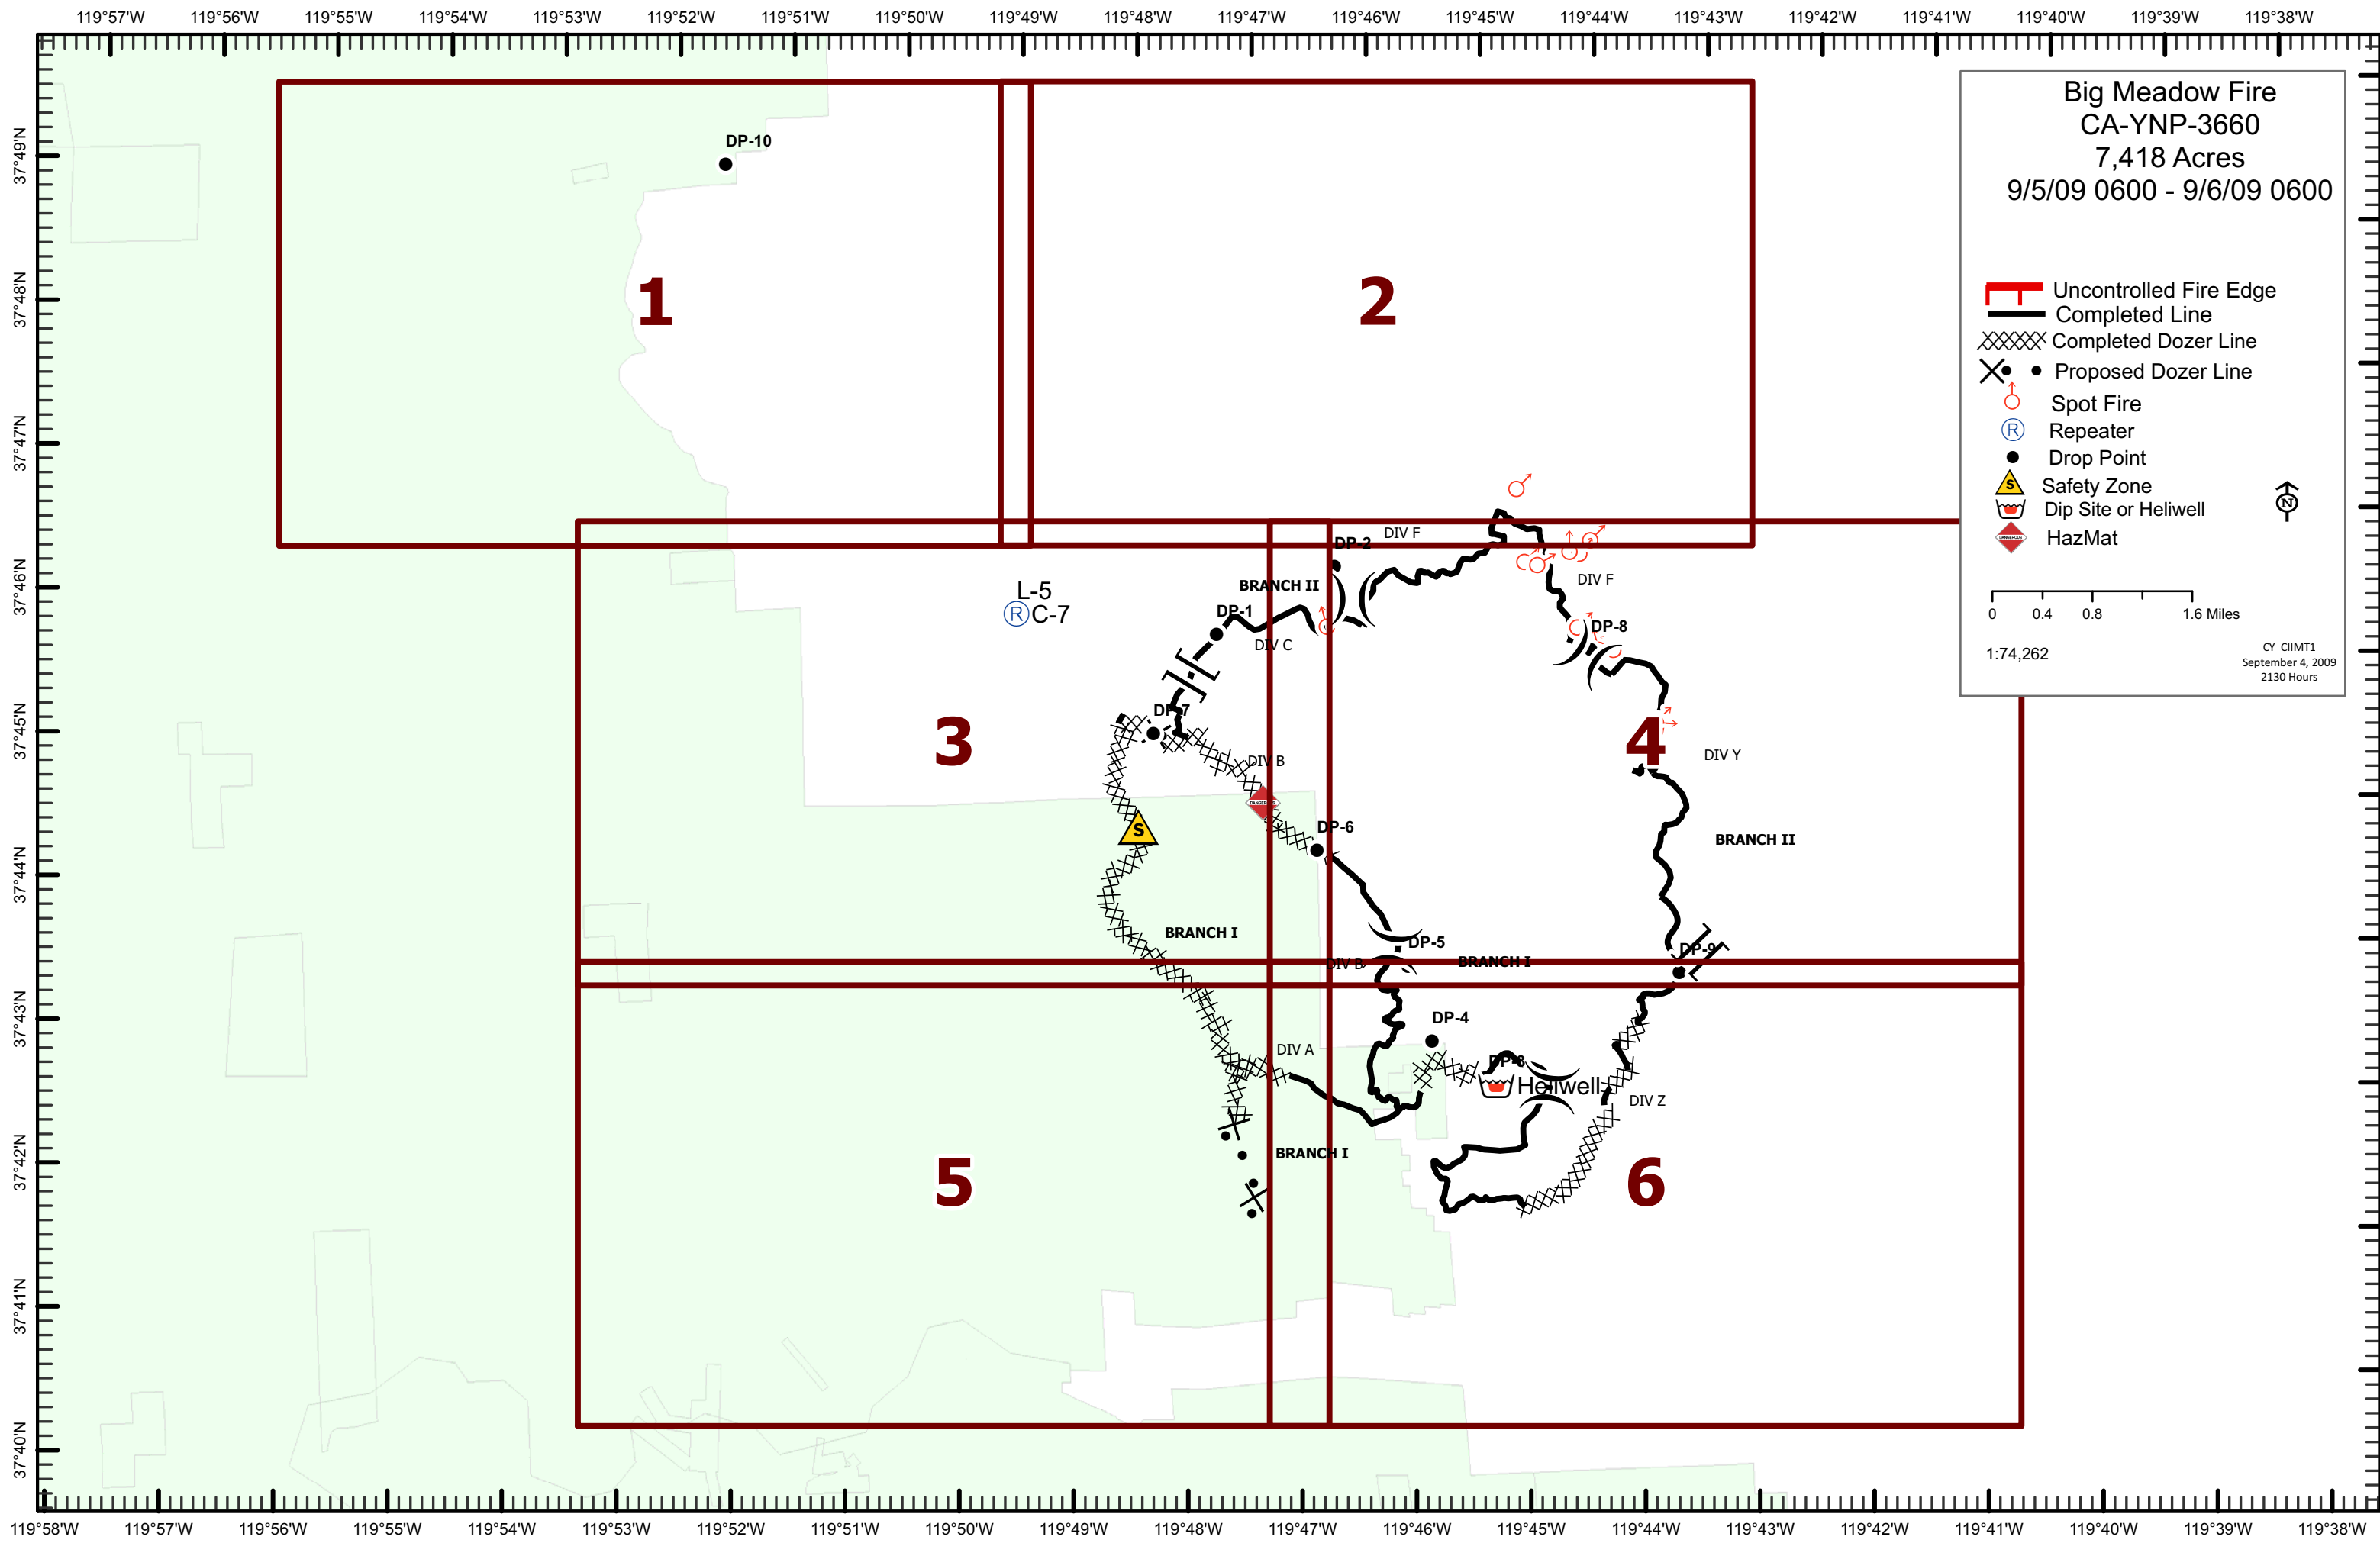 119°57'W 119°56'W 119°55'W 119°54'W 119°53'W 119°52'W 119°51'W 119°50'W 119°49'W 119°48'W 119°47'W 119°46'W 119°45'W 119°44'W 119°43'W 119°42'W 119°41'W 119°40'W 119°39'W 119°38'W
Big Meadow Fire
CA-YNP-3660
7,418 Acres
9/5/09 0600 - 9/6/09 0600
Uncontrolled Fire Edge
Completed Line
Completed Dozer Line
Proposed Dozer Line
Spot Fire
R Repeater
Drop Point
S Safety Zone
Dip Site or Heliwell
DANGEROUS HazMat
N
0 0.4 0.8 1.6 Miles
1:74,262
CY CIIMT1
September 4, 2009
2130 Hours
37°49'N
37°48'N
37°47'N
37°46'N
37°45'N
37°44'N
37°43'N
37°42'N
37°41'N
37°40'N
DP-10
1
2
DIV F
DP-2
DIV F
BRANCH II
L-5
R C-7
DP-1
DP-8
DIV C
DP-7
3
4
DIV B
DIV Y
DANGEROUS
S
DP-6
BRANCH II
BRANCH I
DP-5
DP-9
DIV B
BRANCH I
DP-4
DIV A
DP-3
Heliwell
DIV Z
BRANCH I
5
6
119°58'W 119°57'W 119°56'W 119°55'W 119°54'W 119°53'W 119°52'W 119°51'W 119°50'W 119°49'W 119°48'W 119°47'W 119°46'W 119°45'W 119°44'W 119°43'W 119°42'W 119°41'W 119°40'W 119°39'W 119°38'W